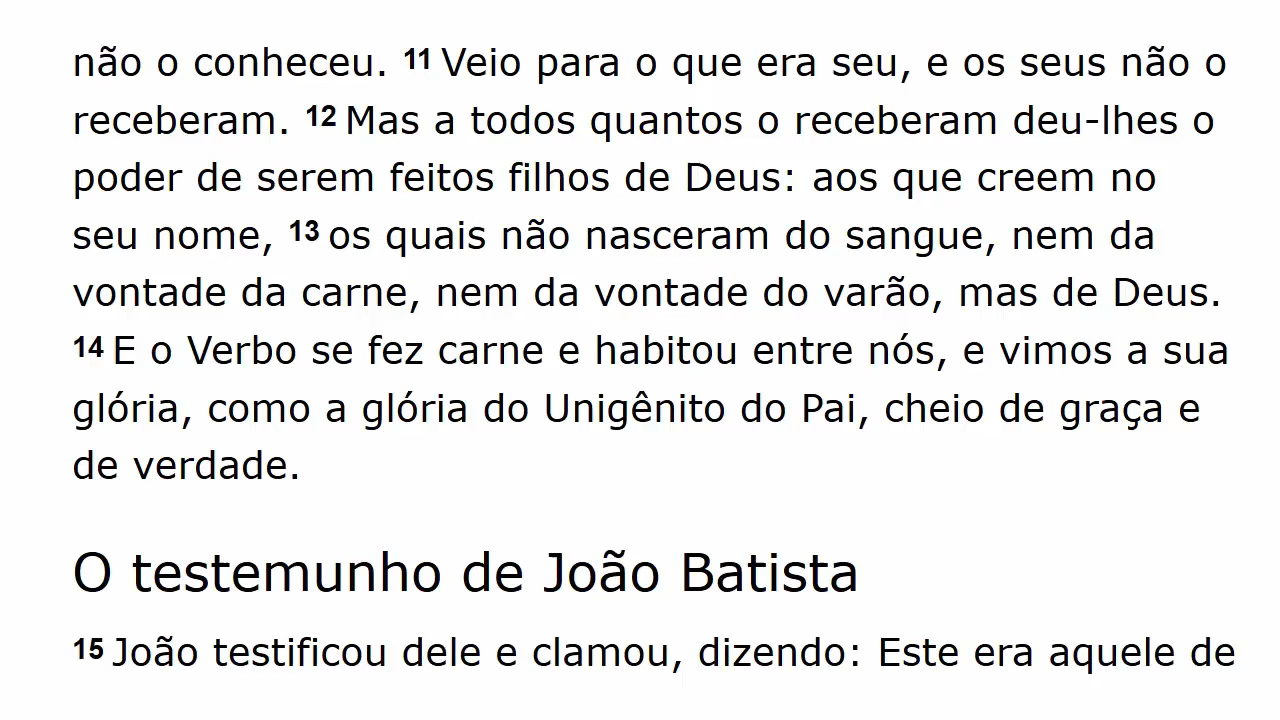 não o conheceu. 11 Veio para o que era seu, e os seus não o
receberam. 12 Mas a todos quantos o receberam deu-lhes o
poder de serem feitos filhos de Deus: aos que creem no
seu nome, 13 os quais não nasceram do sangue, nem da
vontade da carne, nem da vontade do varão, mas de Deus.
14 E o Verbo se fez carne e habitou entre nós, e vimos a sua
glória, como a glória do Unigênito do Pai, cheio de graça e
de verdade.
O testemunho de João Batista
15 João testificou dele e clamou, dizendo: Este era aquele de